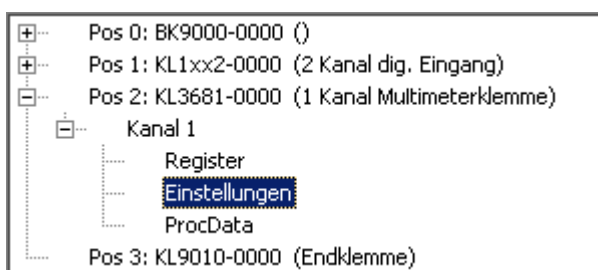 Pos 0: BK9000-0000 ()
Pos 1: KL1xx2-0000 (2 Kanal dig. Eingang)
Pos 2: KL3681-0000 (1 Kanal Multimeterklemme)
Kanal 1
Register
Einstellungen
ProcData
Pos 3: KL9010-0000 (Endklemme)